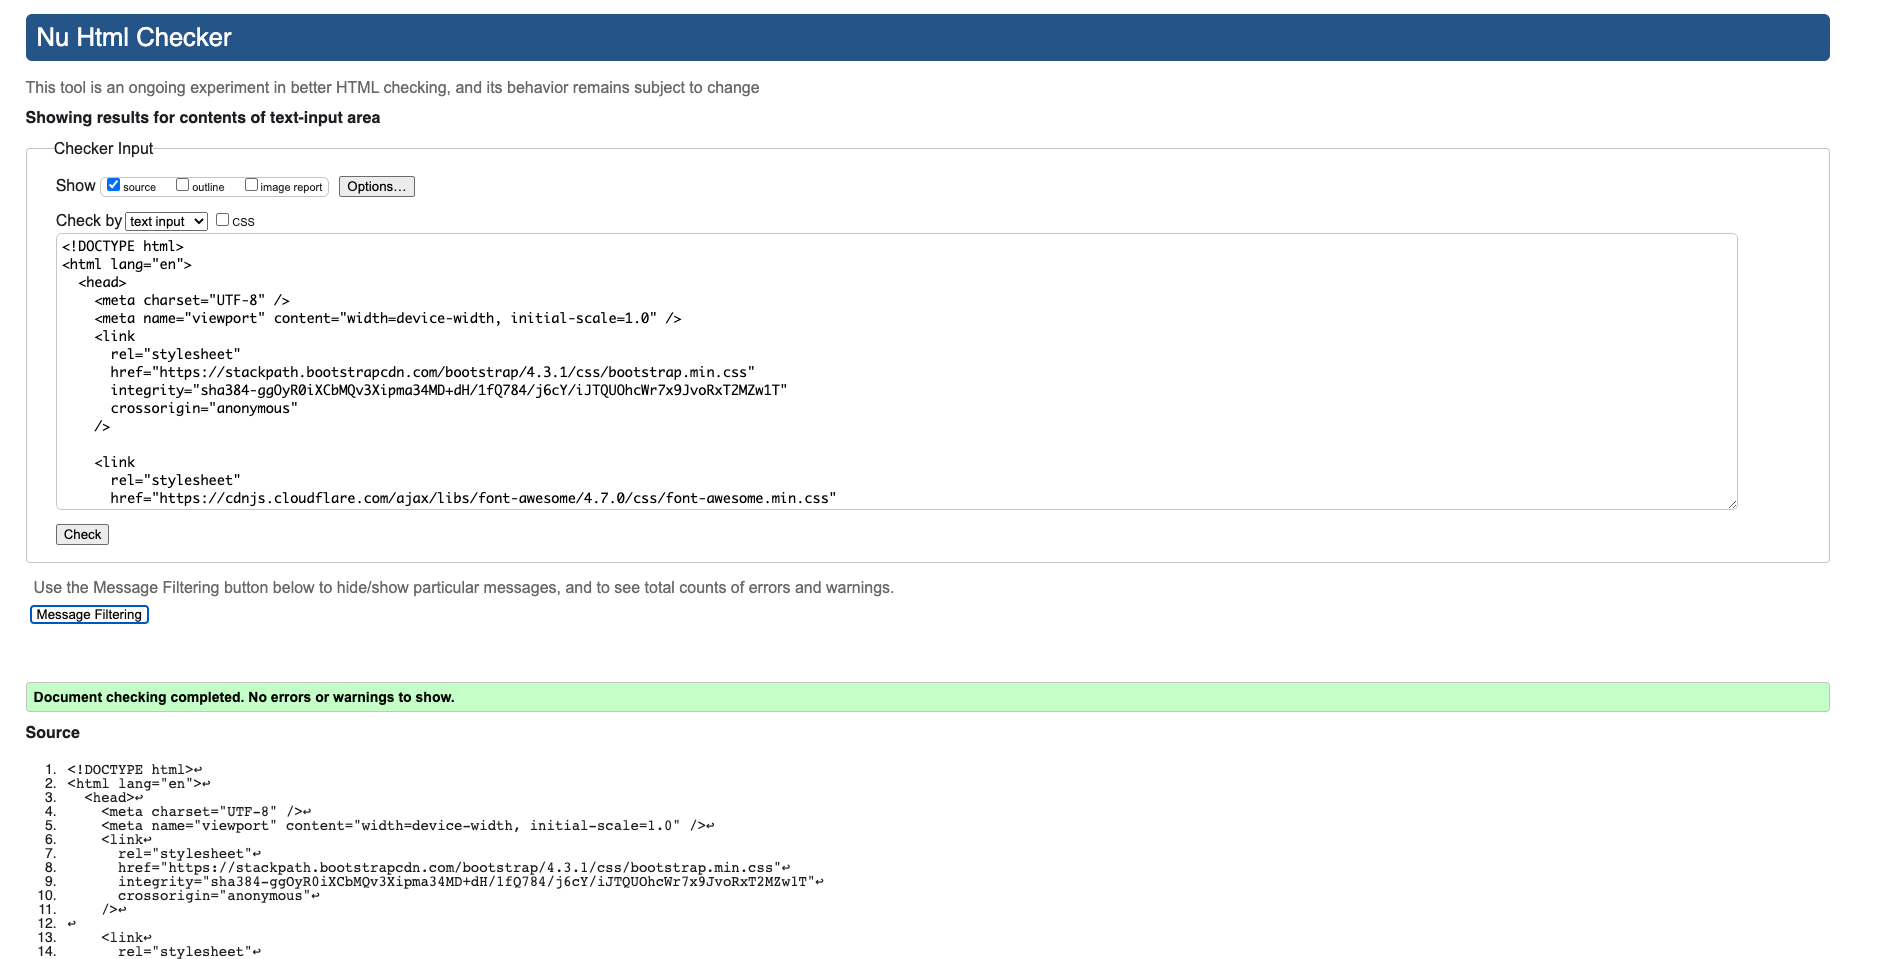 Nu Html Checker
This tool is an ongoing experiment in better HTML checking, and its behavior remains subject to change
Showing results for contents of text-input area
Checker Input
Show source outline image report Options...
Check by text input css
<!DOCTYPE html>
<html lang="en">
  <head>
    <meta charset="UTF-8" />
    <meta name="viewport" content="width=device-width, initial-scale=1.0" />
    <link
      rel="stylesheet"
      href="https://stackpath.bootstrapcdn.com/bootstrap/4.3.1/css/bootstrap.min.css"
      integrity="sha384-ggOyR0iXCbMQv3Xipma34MD+dH/1fQ784/j6cY/iJTQUOhcWr7x9JvoRxT2MZw1T"
      crossorigin="anonymous"
    />
    <link
      rel="stylesheet"
      href="https://cdnjs.cloudflare.com/ajax/libs/font-awesome/4.7.0/css/font-awesome.min.css"
Check
Use the Message Filtering button below to hide/show particular messages, and to see total counts of errors and warnings.
Message Filtering
Document checking completed. No errors or warnings to show.
Source
1. <!DOCTYPE html>↩
2. <html lang="en">↩
3.   <head>↩
4.     <meta charset="UTF-8" />↩
5.     <meta name="viewport" content="width=device-width, initial-scale=1.0" />↩
6.     <link↩
7.       rel="stylesheet"↩
8.       href="https://stackpath.bootstrapcdn.com/bootstrap/4.3.1/css/bootstrap.min.css"↩
9.       integrity="sha384-ggOyR0iXCbMQv3Xipma34MD+dH/1fQ784/j6cY/iJTQUOhcWr7x9JvoRxT2MZw1T"↩
10.       crossorigin="anonymous"↩
11.     />↩
12. ↩
13.     <link↩
14.       rel="stylesheet"↩